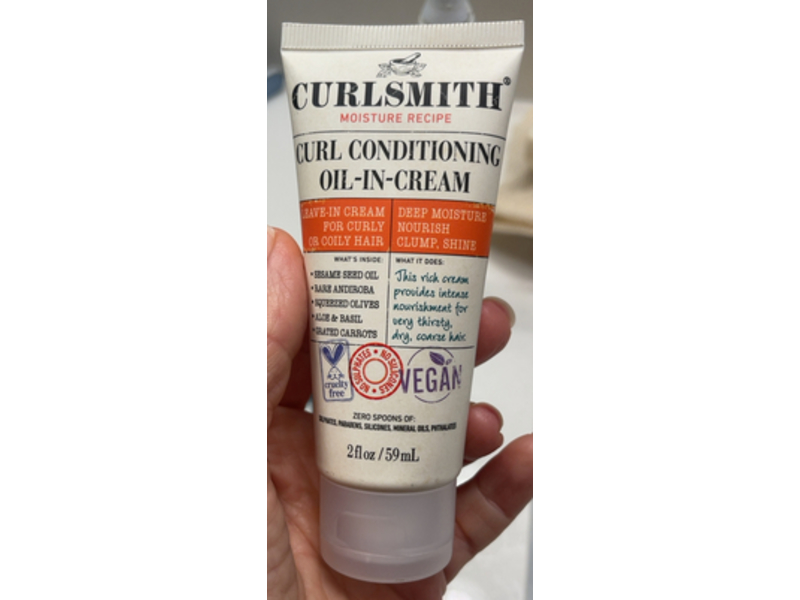 CURLSMITH®
MOISTURE RECIPE
CURL CONDITIONING
OIL-IN-CREAM
LEAVE-IN CREAM
FOR CURLY
OR COILY HAIR
DEEP MOISTURE
NOURISH
CLUMP, SHINE
WHAT'S INSIDE:
• SESAME SEED OIL
• RARE ANDIROBA
• SQUEEZED OLIVES
• ALOE & BASIL
• GRATED CARROTS
WHAT IT DOES:
This rich cream
provides intense
nourishment for
very thirsty,
dry, coarse hair.
cruelty
free
NO SULPHATES • NO SILICONES •
VEGAN
ZERO SPOONS OF:
SULPHATES, PARABENS, SILICONES, MINERAL OILS, PHTHALATES
2 fl oz / 59 mL